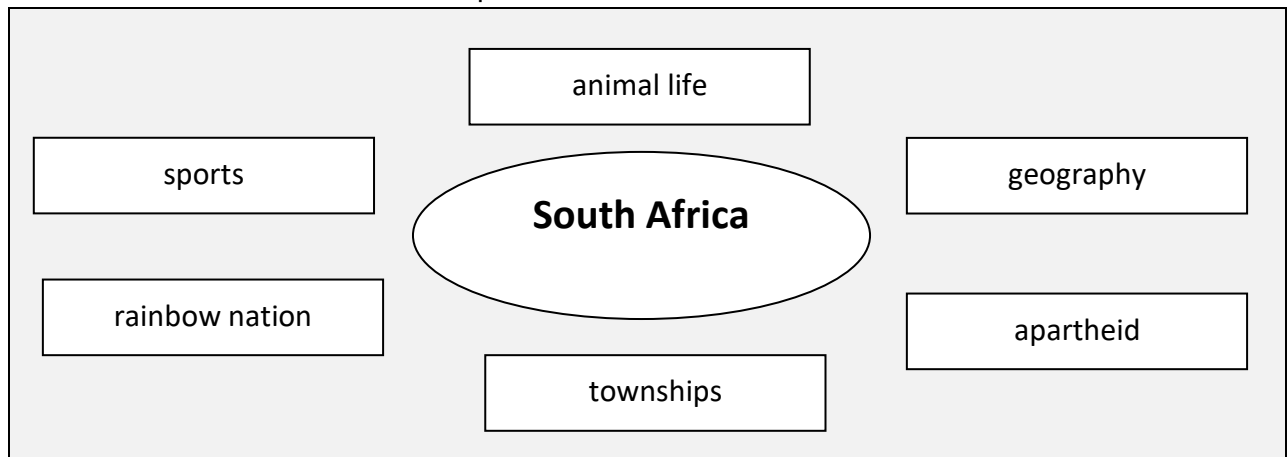 animal life
sports
geography
South Africa
rainbow nation
apartheid
townships